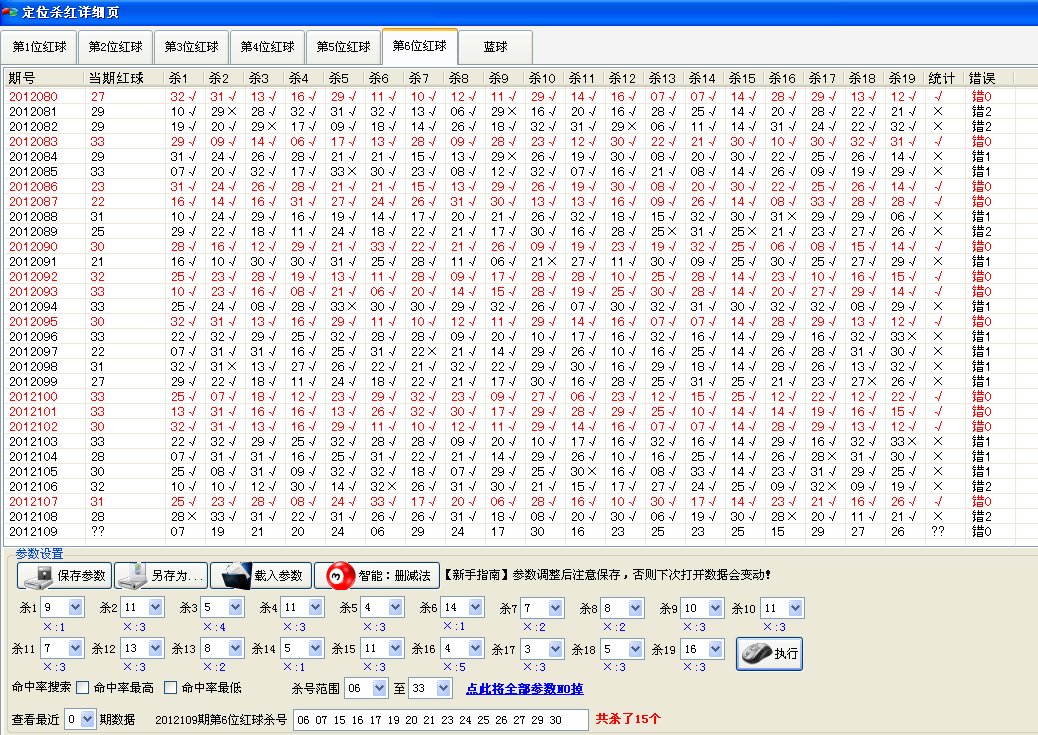 定位杀红详细页
第1位红球 第2位红球 第3位红球 第4位红球 第5位红球 第6位红球 蓝球
期号 当期红球 杀1 杀2 杀3 杀4 杀5 杀6 杀7 杀8 杀9 杀10 杀11 杀12 杀13 杀14 杀15 杀16 杀17 杀18 杀19 统计 错误
2012080 27 32√ 31√ 13√ 16√ 29√ 11√ 10√ 12√ 11√ 29√ 14√ 16√ 07√ 07√ 14√ 28√ 29√ 13√ 12√ √ 错0
2012081 29 10√ 29× 28√ 32√ 31√ 32√ 13√ 06√ 29× 16√ 20√ 16√ 28√ 25√ 14√ 20√ 28√ 22√ 21√ × 错2
2012082 29 19√ 20√ 29× 17√ 09√ 18√ 14√ 26√ 18√ 32√ 31√ 29× 06√ 11√ 14√ 31√ 24√ 22√ 32√ × 错2
2012083 33 29√ 09√ 14√ 06√ 17√ 13√ 28√ 09√ 28√ 23√ 12√ 30√ 22√ 21√ 30√ 10√ 30√ 32√ 31√ √ 错0
2012084 29 31√ 24√ 26√ 28√ 21√ 21√ 15√ 13√ 29× 26√ 19√ 30√ 08√ 20√ 30√ 22√ 25√ 26√ 14√ × 错1
2012085 33 07√ 20√ 32√ 17√ 33× 30√ 23√ 08√ 12√ 32√ 07√ 16√ 21√ 08√ 14√ 26√ 09√ 19√ 29√ × 错1
2012086 23 31√ 24√ 26√ 28√ 21√ 21√ 15√ 13√ 29√ 26√ 19√ 30√ 08√ 20√ 30√ 22√ 25√ 26√ 14√ √ 错0
2012087 22 16√ 14√ 16√ 31√ 27√ 24√ 26√ 31√ 30√ 13√ 13√ 16√ 09√ 26√ 14√ 08√ 33√ 28√ 28√ √ 错0
2012088 31 10√ 24√ 29√ 16√ 19√ 14√ 17√ 20√ 21√ 26√ 32√ 18√ 15√ 32√ 30√ 31× 29√ 29√ 06√ × 错1
2012089 25 29√ 22√ 18√ 11√ 24√ 18√ 22√ 21√ 17√ 30√ 16√ 28√ 25× 31√ 25× 21√ 23√ 27√ 26√ × 错2
2012090 30 28√ 16√ 12√ 29√ 21√ 33√ 22√ 21√ 26√ 09√ 19√ 23√ 19√ 32√ 25√ 06√ 08√ 15√ 14√ √ 错0
2012091 21 16√ 10√ 30√ 30√ 31√ 25√ 28√ 11√ 06√ 21× 27√ 11√ 30√ 09√ 25√ 30√ 25√ 27√ 29√ × 错1
2012092 32 25√ 23√ 28√ 19√ 13√ 11√ 28√ 09√ 17√ 28√ 28√ 10√ 25√ 28√ 14√ 23√ 10√ 16√ 15√ √ 错0
2012093 33 10√ 23√ 16√ 08√ 21√ 06√ 20√ 14√ 15√ 28√ 19√ 25√ 30√ 28√ 14√ 20√ 27√ 29√ 14√ √ 错0
2012094 33 25√ 24√ 08√ 28√ 33× 30√ 30√ 29√ 32√ 26√ 07√ 30√ 32√ 31√ 30√ 32√ 32√ 08√ 29√ × 错1
2012095 30 32√ 31√ 13√ 16√ 29√ 11√ 10√ 12√ 11√ 29√ 14√ 16√ 07√ 07√ 14√ 28√ 29√ 13√ 12√ √ 错0
2012096 33 22√ 32√ 29√ 25√ 32√ 28√ 28√ 09√ 20√ 10√ 17√ 16√ 32√ 16√ 14√ 29√ 16√ 32√ 33× × 错1
2012097 22 07√ 31√ 31√ 16√ 25√ 31√ 22× 21√ 14√ 29√ 26√ 10√ 16√ 25√ 14√ 26√ 28√ 31√ 30√ × 错1
2012098 31 32√ 31× 13√ 27√ 26√ 22√ 21√ 32√ 22√ 29√ 30√ 16√ 29√ 18√ 14√ 28√ 26√ 13√ 32√ × 错1
2012099 27 29√ 22√ 18√ 11√ 24√ 18√ 22√ 21√ 17√ 30√ 16√ 28√ 25√ 31√ 25√ 21√ 23√ 27× 26√ × 错1
2012100 33 25√ 07√ 18√ 12√ 23√ 29√ 32√ 23√ 09√ 27√ 06√ 23√ 12√ 15√ 25√ 12√ 22√ 12√ 22√ √ 错0
2012101 33 13√ 31√ 16√ 16√ 13√ 26√ 32√ 30√ 17√ 29√ 28√ 29√ 25√ 10√ 14√ 14√ 19√ 16√ 15√ √ 错0
2012102 30 32√ 31√ 13√ 16√ 29√ 11√ 10√ 12√ 11√ 29√ 14√ 16√ 07√ 07√ 14√ 28√ 29√ 13√ 12√ √ 错0
2012103 33 22√ 32√ 29√ 25√ 32√ 28√ 28√ 09√ 20√ 10√ 17√ 16√ 32√ 16√ 14√ 29√ 16√ 32√ 33× × 错1
2012104 28 07√ 31√ 31√ 16√ 25√ 31√ 22√ 21√ 14√ 29√ 26√ 10√ 16√ 25√ 14√ 26√ 28× 31√ 30√ × 错1
2012105 30 25√ 08√ 31√ 09√ 32√ 32√ 18√ 07√ 29√ 25√ 30× 16√ 08√ 33√ 14√ 23√ 31√ 29√ 25√ × 错1
2012106 32 10√ 10√ 12√ 30√ 14√ 32× 26√ 31√ 30√ 21√ 15√ 17√ 27√ 24√ 25√ 09√ 32× 09√ 19√ × 错2
2012107 31 25√ 23√ 28√ 08√ 24√ 33√ 17√ 20√ 06√ 28√ 16√ 10√ 30√ 17√ 14√ 23√ 21√ 16√ 26√ √ 错0
2012108 28 28× 33√ 31√ 22√ 31√ 26√ 26√ 31√ 18√ 08√ 20√ 30√ 06√ 19√ 30√ 28× 20√ 11√ 21√ × 错2
2012109 ?? 07 19 21 20 24 06 29 24 17 30 16 23 25 23 25 15 29 27 26 ?? 错0
参数设置
保存参数 另存为... 载入参数 3 智能：删减法 【新手指南】参数调整后注意保存，否则下次打开数据会变动！
杀1 9 杀2 11 杀3 5 杀4 11 杀5 4 杀6 14 杀7 7 杀8 8 杀9 10 杀10 11
×:1 ×:3 ×:4 ×:3 ×:3 ×:1 ×:2 ×:2 ×:3 ×:3
杀11 7 杀12 13 杀13 8 杀14 5 杀15 11 杀16 4 杀17 3 杀18 5 杀19 16 执行
×:3 ×:3 ×:2 ×:1 ×:3 ×:5 ×:3 ×:3 ×:3
命中率搜索 命中率最高 命中率最低 杀号范围 06 至 33 点此将全部参数NO掉
查看最近 0 期数据 2012109期第6位红球杀号 06 07 15 16 17 19 20 21 23 24 25 26 27 29 30 共杀了15个